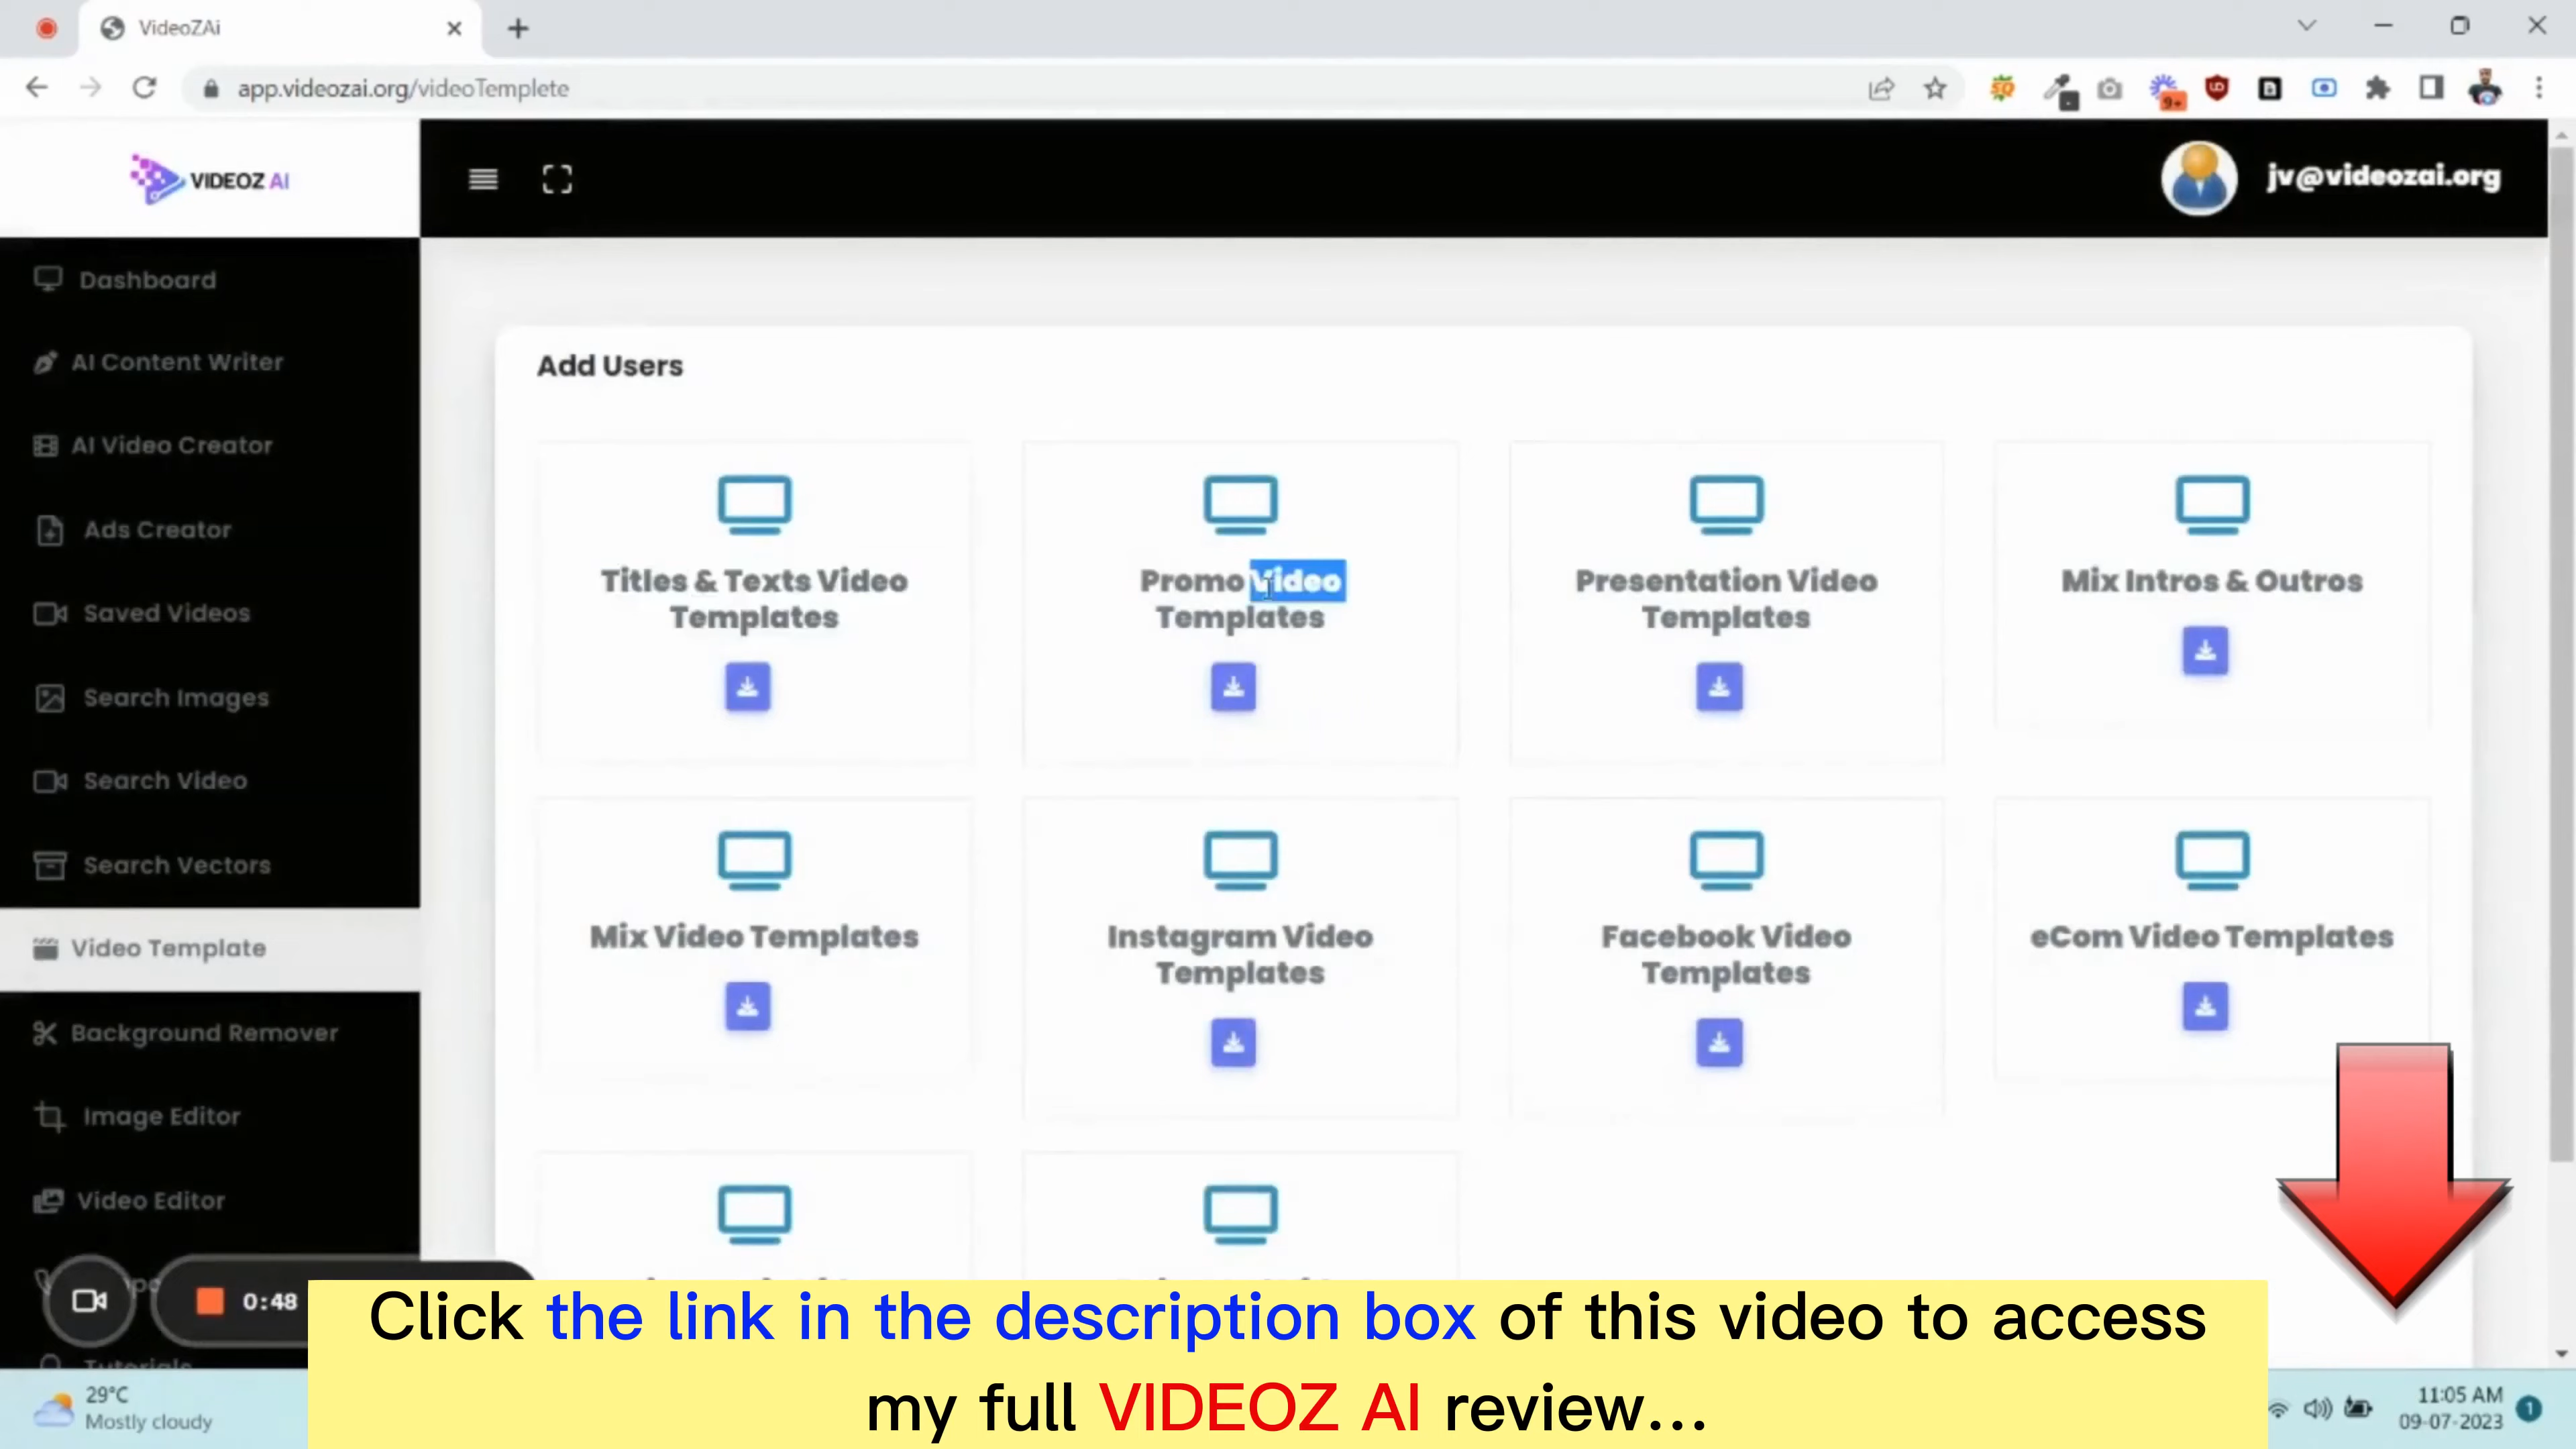 VideoZAi
app.videozai.org/videoTemplete
9+
VIDEOZ AI
jv@videozai.org
Dashboard
AI Content Writer
AI Video Creator
Ads Creator
Saved Videos
Search Images
Search Video
Search Vectors
Video Template
Background Remover
Image Editor
Video Editor
Tutorials
Add Users
Titles & Texts Video
Templates
Promo Video
Templates
Presentation Video
Templates
Mix Intros & Outros
Mix Video Templates
Instagram Video
Templates
Facebook Video
Templates
eCom Video Templates
0:48
Click the link in the description box of this video to access
my full VIDEOZ AI review...
29°C
Mostly cloudy
11:05 AM
09-07-2023
1